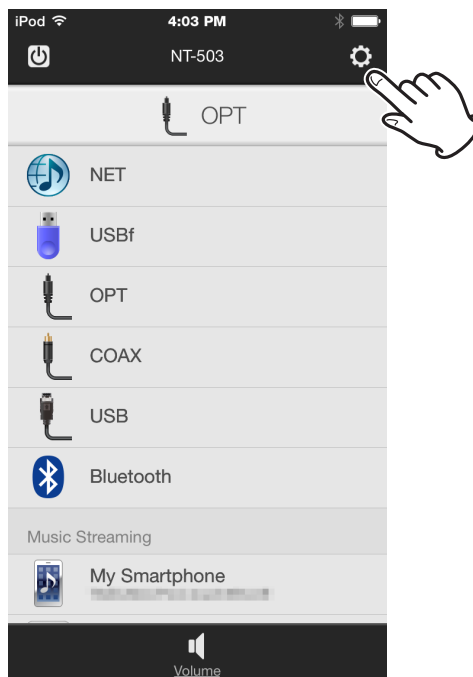 iPod 4:03 PM
NT-503
OPT
NET
USBf
OPT
COAX
USB
Bluetooth
Music Streaming
My Smartphone
Volume